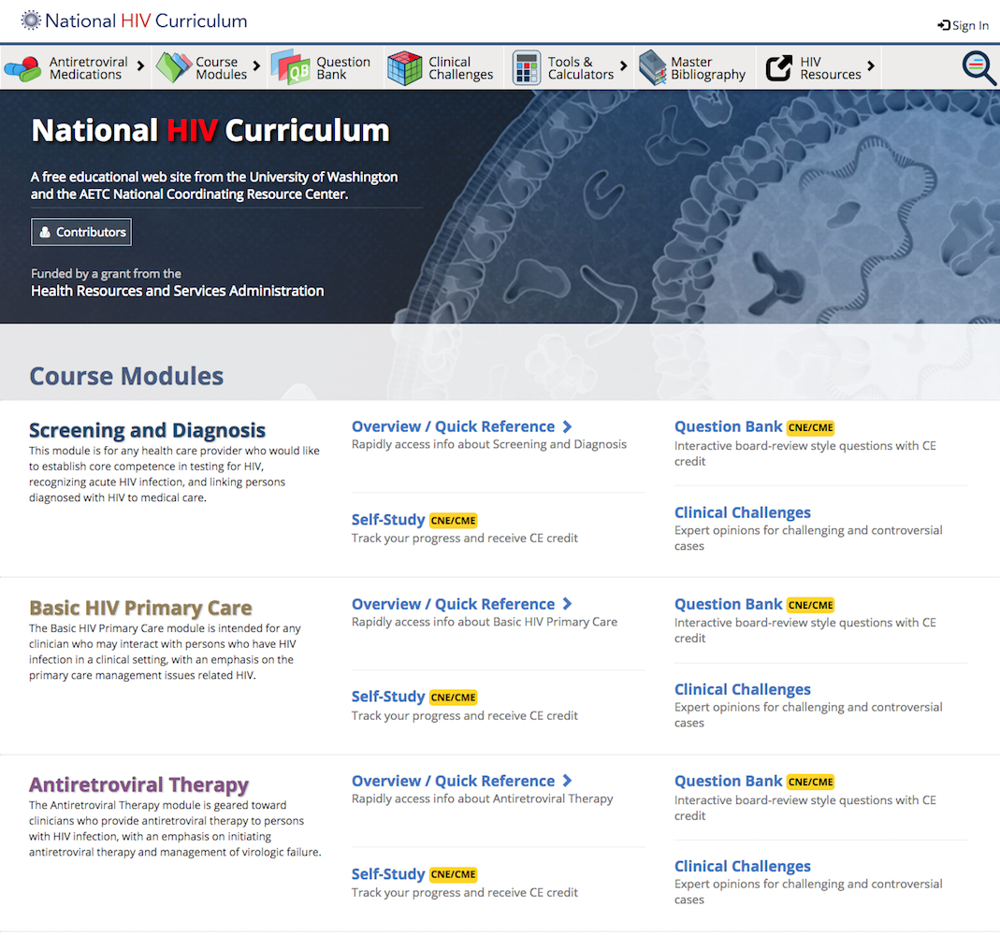 National HIV Curriculum
Sign In
Antiretroviral
Medications
Course
Modules
QB
Question
Bank
Clinical
Challenges
Tools &
Calculators
Master
Bibliography
HIV
Resources
National HIV Curriculum
A free educational web site from the University of Washington
and the AETC National Coordinating Resource Center.
Contributors
Funded by a grant from the
Health Resources and Services Administration
Course Modules
Screening and Diagnosis
This module is for any health care provider who would like
to establish core competence in testing for HIV,
recognizing acute HIV infection, and linking persons
diagnosed with HIV to medical care.
Overview / Quick Reference
Rapidly access info about Screening and Diagnosis
Self-Study CNE/CME
Track your progress and receive CE credit
Question Bank CNE/CME
Interactive board-review style questions with CE
credit
Clinical Challenges
Expert opinions for challenging and controversial
cases
Basic HIV Primary Care
The Basic HIV Primary Care module is intended for any
clinician who may interact with persons who have HIV
infection in a clinical setting, with an emphasis on the
primary care management issues related HIV.
Overview / Quick Reference
Rapidly access info about Basic HIV Primary Care
Self-Study CNE/CME
Track your progress and receive CE credit
Question Bank CNE/CME
Interactive board-review style questions with CE
credit
Clinical Challenges
Expert opinions for challenging and controversial
cases
Antiretroviral Therapy
The Antiretroviral Therapy module is geared toward
clinicians who provide antiretroviral therapy to persons
with HIV infection, with an emphasis on initiating
antiretroviral therapy and management of virologic failure.
Overview / Quick Reference
Rapidly access info about Antiretroviral Therapy
Self-Study CNE/CME
Track your progress and receive CE credit
Question Bank CNE/CME
Interactive board-review style questions with CE
credit
Clinical Challenges
Expert opinions for challenging and controversial
cases